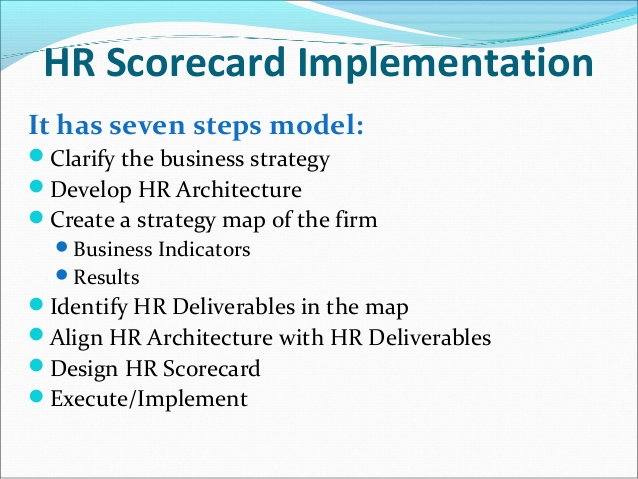 HR Scorecard Implementation
It has seven steps model:
Clarify the business strategy
Develop HR Architecture
Create a strategy map of the firm
Business Indicators
Results
Identify HR Deliverables in the map
Align HR Architecture with HR Deliverables
Design HR Scorecard
Execute/Implement